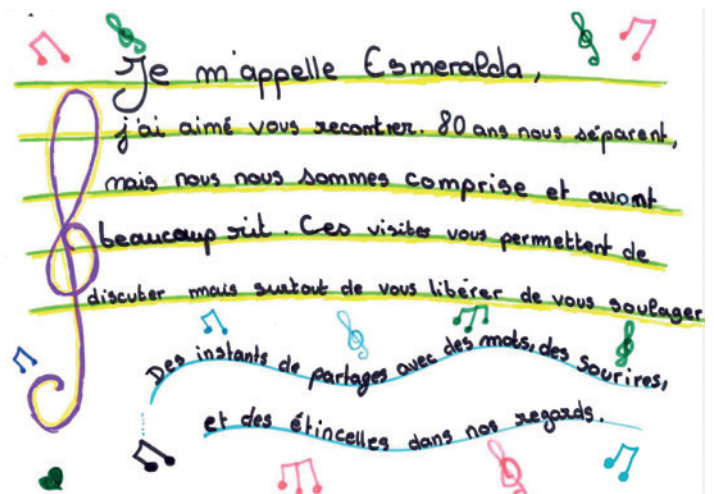 Je m'appelle Esmeralda,
j'ai aimé vous recontrer. 80 ans nous séparent,
mais nous nous sommes comprise et avont
beaucoup rit. Ces visites vous permettent de
discuter mais surtout de vous libérer de vous soulager
Des instants de partages avec des mots, des sourires,
et des étincelles dans nos regards.